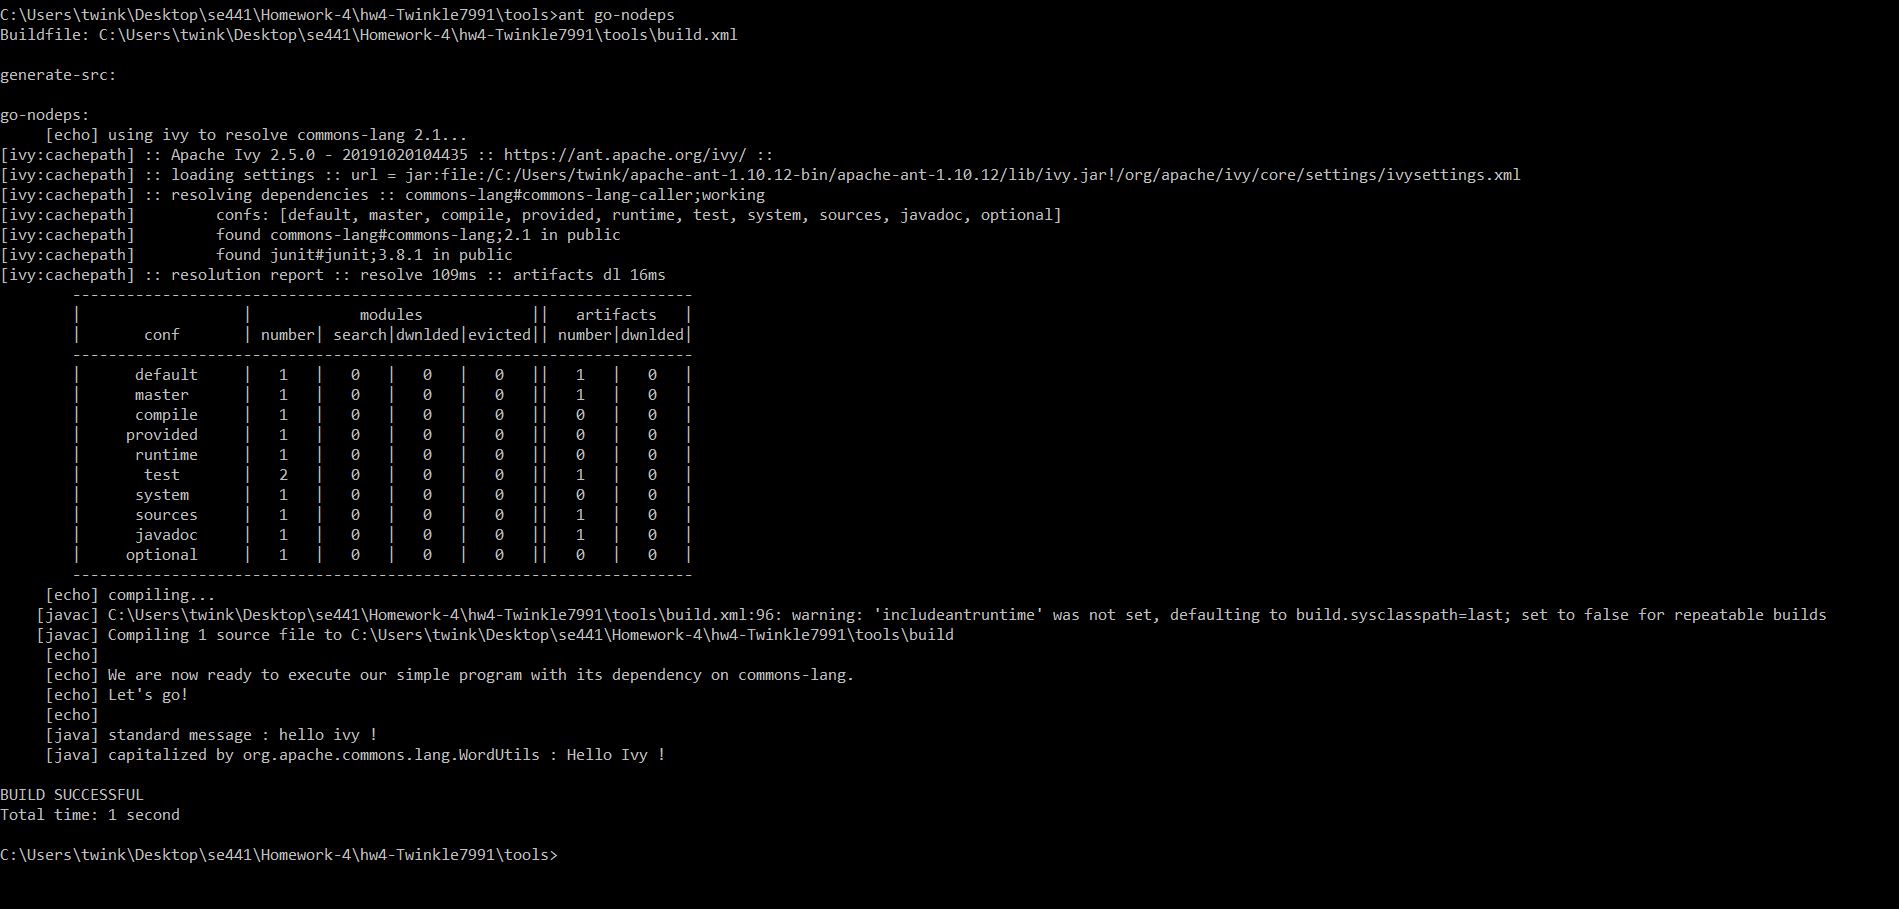 C:\Users\twink\Desktop\se441\Homework-4\hw4-Twinkle7991\tools>ant go-nodeps
Buildfile: C:\Users\twink\Desktop\se441\Homework-4\hw4-Twinkle7991\tools\build.xml

generate-src:

go-nodeps:
     [echo] using ivy to resolve commons-lang 2.1...
[ivy:cachepath] :: Apache Ivy 2.5.0 - 20191020104435 :: https://ant.apache.org/ivy/ ::
[ivy:cachepath] :: loading settings :: url = jar:file:/C:/Users/twink/apache-ant-1.10.12-bin/apache-ant-1.10.12/lib/ivy.jar!/org/apache/ivy/core/settings/ivysettings.xml
[ivy:cachepath] :: resolving dependencies :: commons-lang#commons-lang-caller;working
[ivy:cachepath]         confs: [default, master, compile, provided, runtime, test, system, sources, javadoc, optional]
[ivy:cachepath]         found commons-lang#commons-lang;2.1 in public
[ivy:cachepath]         found junit#junit;3.8.1 in public
[ivy:cachepath] :: resolution report :: resolve 109ms :: artifacts dl 16ms
        ---------------------------------------------------------------------
        |                  |            modules            ||   artifacts   |
        |       conf       | number| search|dwnlded|evicted|| number|dwnlded|
        ---------------------------------------------------------------------
        |      default     |   1   |   0   |   0   |   0   ||   1   |   0   |
        |      master      |   1   |   0   |   0   |   0   ||   1   |   0   |
        |      compile     |   1   |   0   |   0   |   0   ||   0   |   0   |
        |     provided     |   1   |   0   |   0   |   0   ||   0   |   0   |
        |      runtime     |   1   |   0   |   0   |   0   ||   0   |   0   |
        |       test       |   2   |   0   |   0   |   0   ||   1   |   0   |
        |      system      |   1   |   0   |   0   |   0   ||   0   |   0   |
        |      sources     |   1   |   0   |   0   |   0   ||   1   |   0   |
        |      javadoc     |   1   |   0   |   0   |   0   ||   1   |   0   |
        |     optional     |   1   |   0   |   0   |   0   ||   0   |   0   |
        ---------------------------------------------------------------------
     [echo] compiling...
    [javac] C:\Users\twink\Desktop\se441\Homework-4\hw4-Twinkle7991\tools\build.xml:96: warning: 'includeantruntime' was not set, defaulting to build.sysclasspath=last; set to false for repeatable builds
    [javac] Compiling 1 source file to C:\Users\twink\Desktop\se441\Homework-4\hw4-Twinkle7991\tools\build
     [echo]
     [echo] We are now ready to execute our simple program with its dependency on commons-lang.
     [echo] Let's go!
     [echo]
     [java] standard message : hello ivy !
     [java] capitalized by org.apache.commons.lang.WordUtils : Hello Ivy !

BUILD SUCCESSFUL
Total time: 1 second

C:\Users\twink\Desktop\se441\Homework-4\hw4-Twinkle7991\tools>